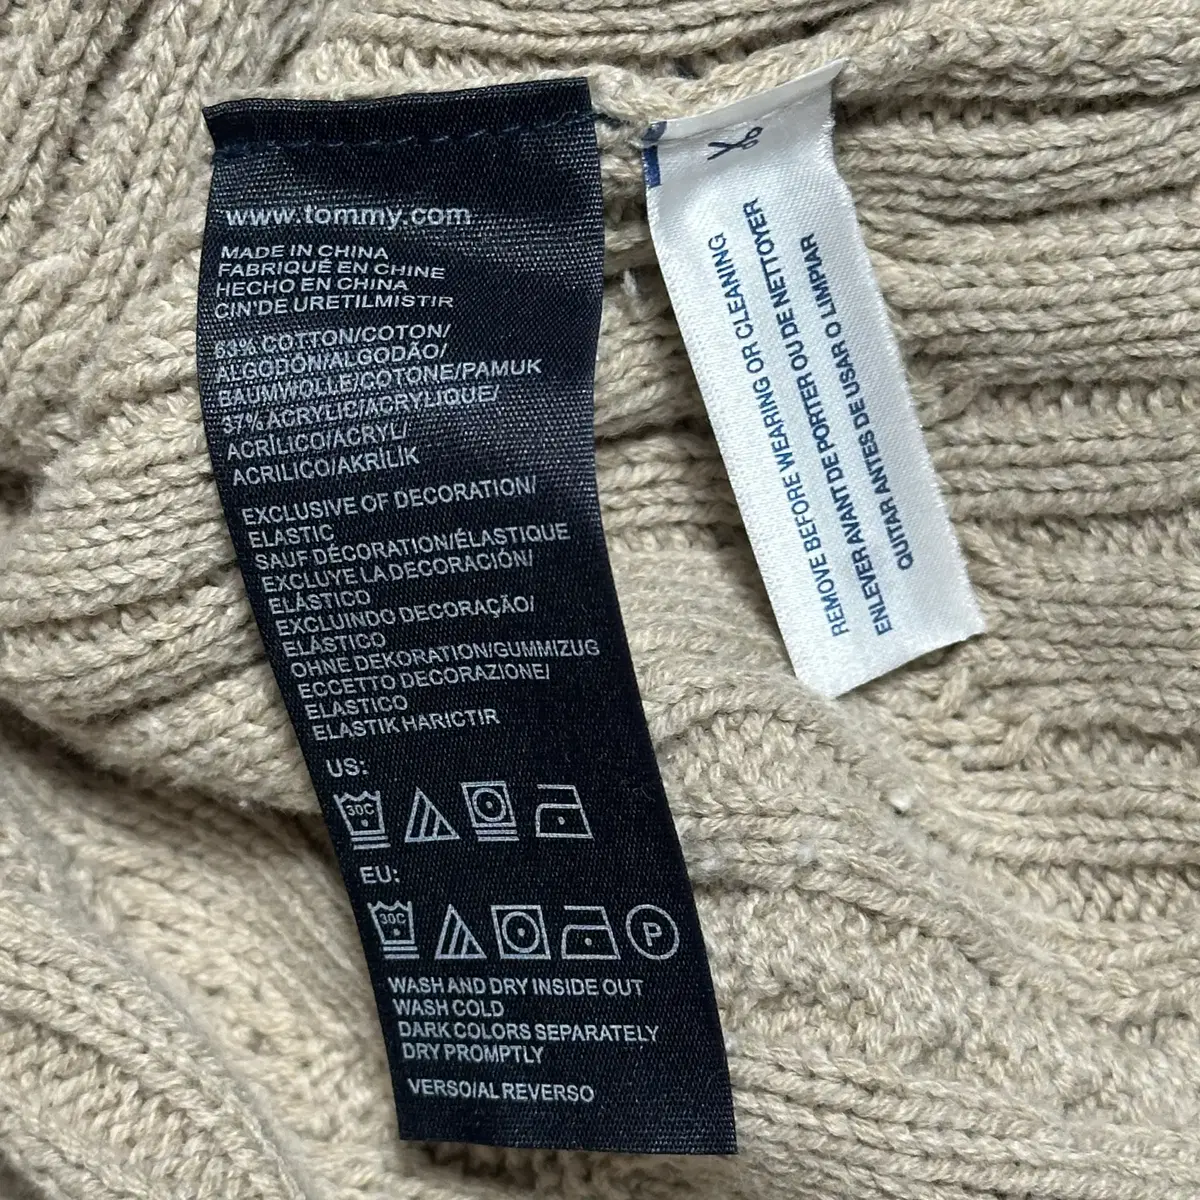 www.tommy.com
MADE IN CHINA
FABRIQUÉ EN CHINE
HECHO EN CHINA
CIN'DE URETILMISTIR
63% COTTON/COTON/
ALGODÓN/ALGODÃO/
BAUMWOLLE/COTONE/PAMUK
37% ACRYLIC/ACRYLIQUE/
ACRÍLICO/ACRYL/
ACRILICO/AKRİLİK
EXCLUSIVE OF DECORATION/
ELASTIC
SAUF DÉCORATION/ÉLASTIQUE
EXCLUYE LA DECORACIÓN/
ELÁSTICO
EXCLUINDO DECORAÇÃO/
ELÁSTICO
OHNE DEKORATION/GUMMIZUG
ECCETTO DECORAZIONE/
ELASTICO
ELASTIK HARICTIR
US:
30C
EU:
30C
P
WASH AND DRY INSIDE OUT
WASH COLD
DARK COLORS SEPARATELY
DRY PROMPTLY
VERSO/AL REVERSO
REMOVE BEFORE WEARING OR CLEANING
ENLEVER AVANT DE PORTER OU DE NETTOYER
QUITAR ANTES DE USAR O LIMPIAR